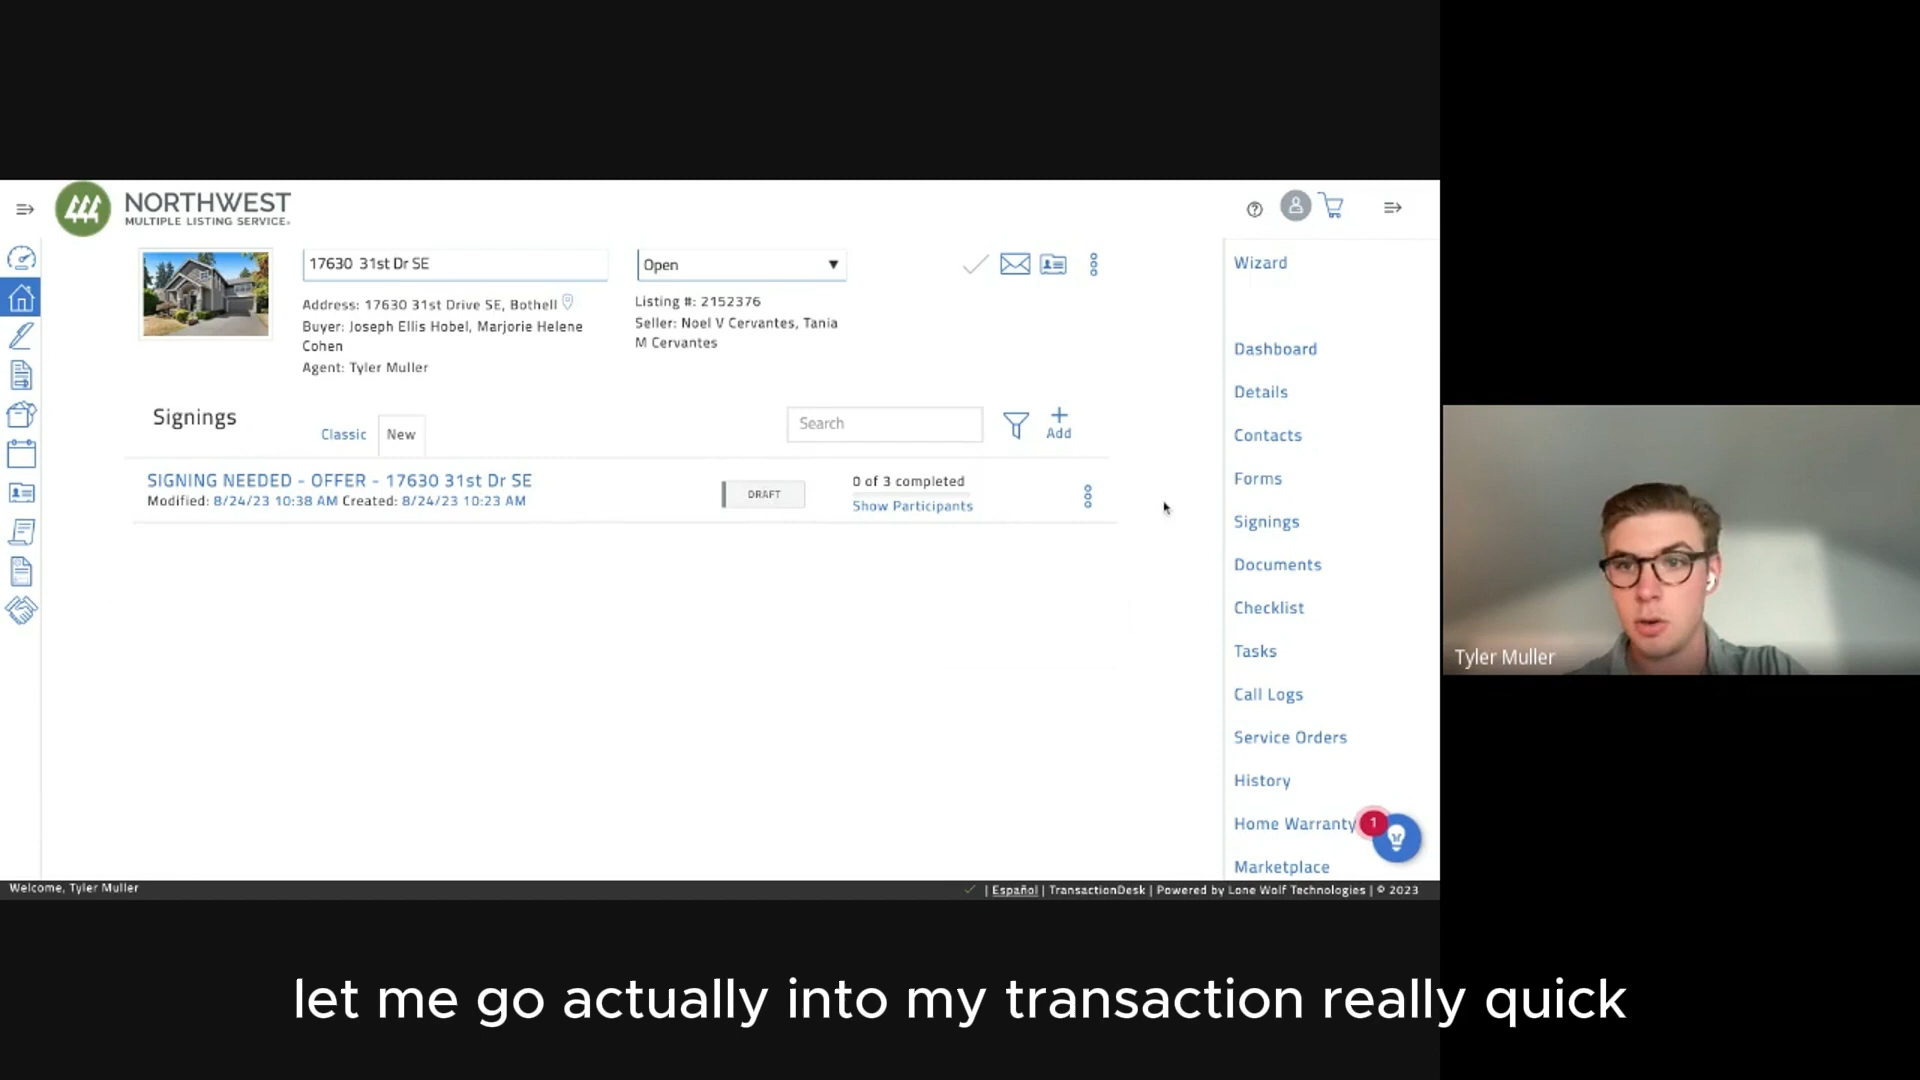 NORTHWEST
MULTIPLE LISTING SERVICE
17630 31st Dr SE
Open
Address: 17630 31st Drive SE, Bothell
Buyer: Joseph Ellis Hobel, Marjorie Helene
Cohen
Agent: Tyler Muller
Listing #: 2152376
Seller: Noel V Cervantes, Tania
M Cervantes
Signings
Classic
New
Search
Add
SIGNING NEEDED - OFFER - 17630 31st Dr SE
Modified: 8/24/23 10:38 AM Created: 8/24/23 10:23 AM
DRAFT
0 of 3 completed
Show Participants
Wizard
Dashboard
Details
Contacts
Forms
Signings
Documents
Checklist
Tasks
Call Logs
Service Orders
History
Home Warranty
1
Marketplace
Welcome, Tyler Muller
| Español | TransactionDesk | Powered by Lone Wolf Technologies | © 2023
Tyler Muller
let me go actually into my transaction really quick